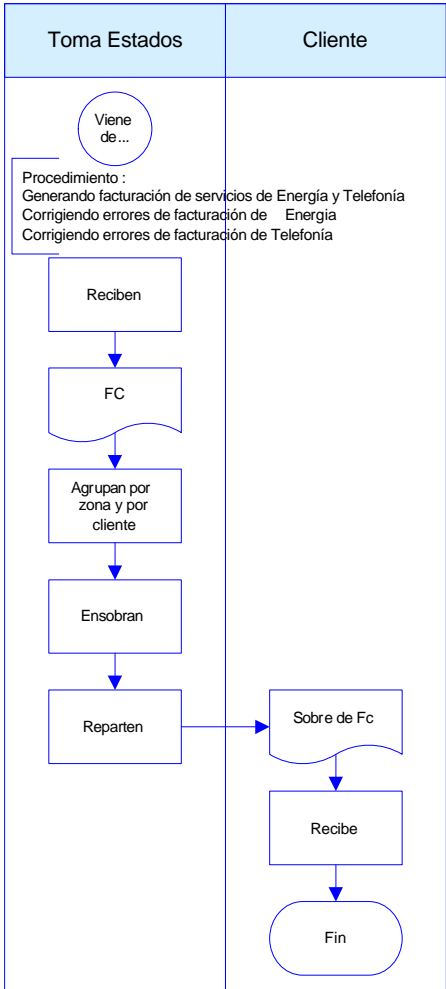 Toma Estados
Cliente
Viene
de...
Procedimiento :
Generando facturación de servicios de Energía y Telefonía
Corrigiendo errores de facturación de Energia
Corrigiendo errores de facturación de Telefonía
Reciben
FC
Agrupan por
zona y por
cliente
Ensobran
Reparten
Sobre de Fc
Recibe
Fin